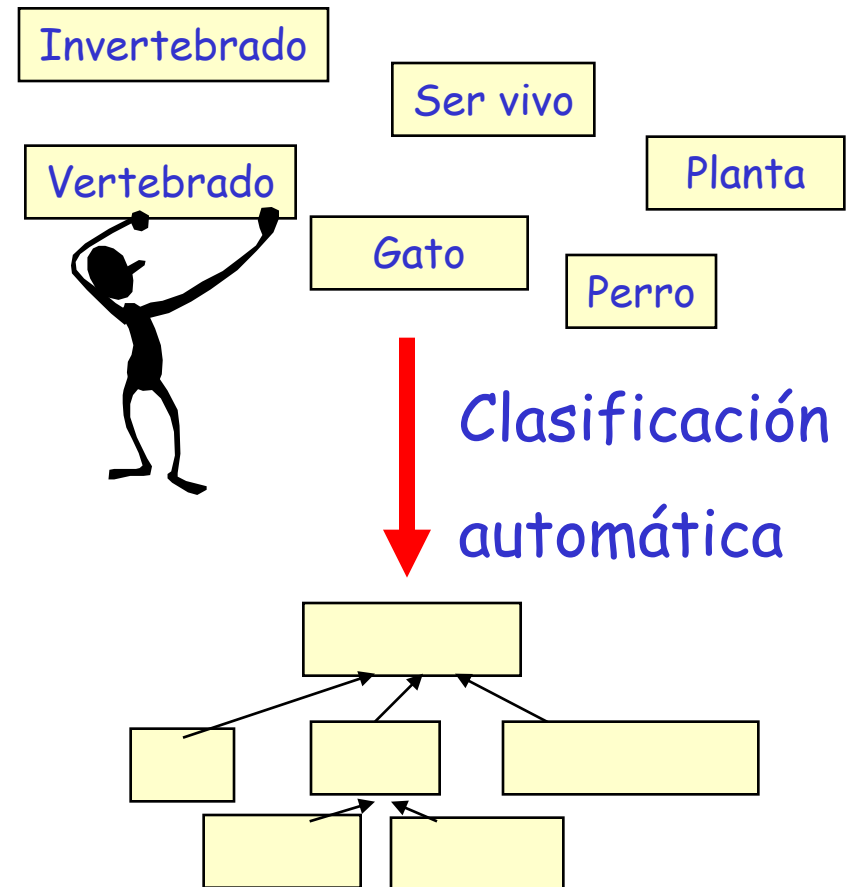 Invertebrado
Ser vivo
Planta
Vertebrado
Gato
Perro
Clasificación
automática